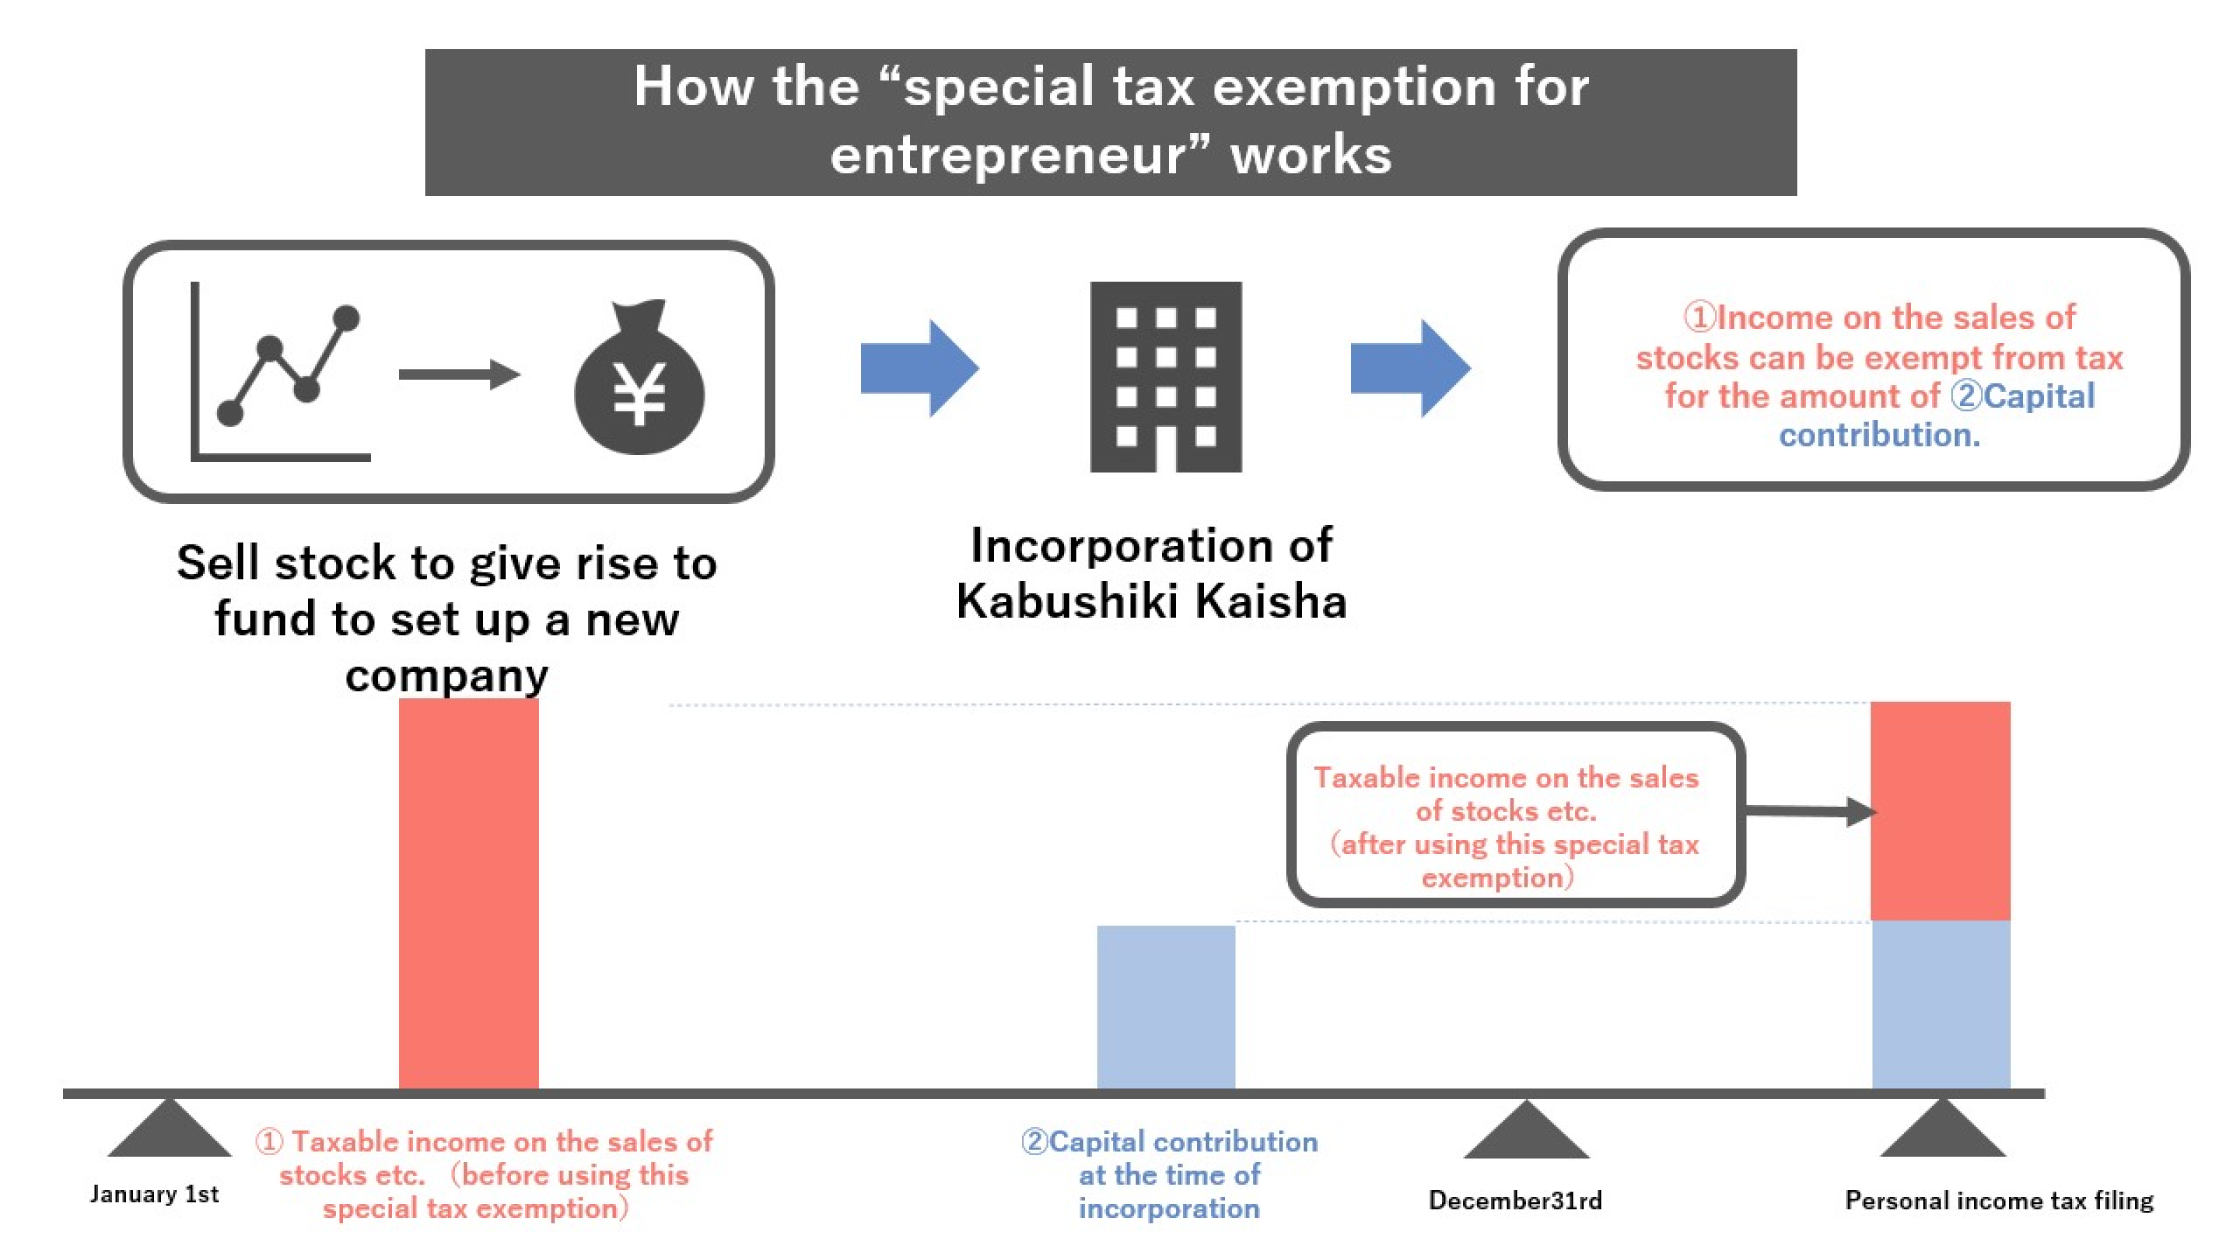 How the “special tax exemption for
entrepreneur” works
¥
Sell stock to give rise to
fund to set up a new
company
Incorporation of
Kabushiki Kaisha
①Income on the sales of
stocks can be exempt from tax
for the amount of ②Capital
contribution.
Taxable income on the sales
of stocks etc.
（after using this special tax
exemption）
January 1st
① Taxable income on the sales of
stocks etc. （before using this
special tax exemption）
②Capital contribution
at the time of
incorporation
December31rd
Personal income tax filing